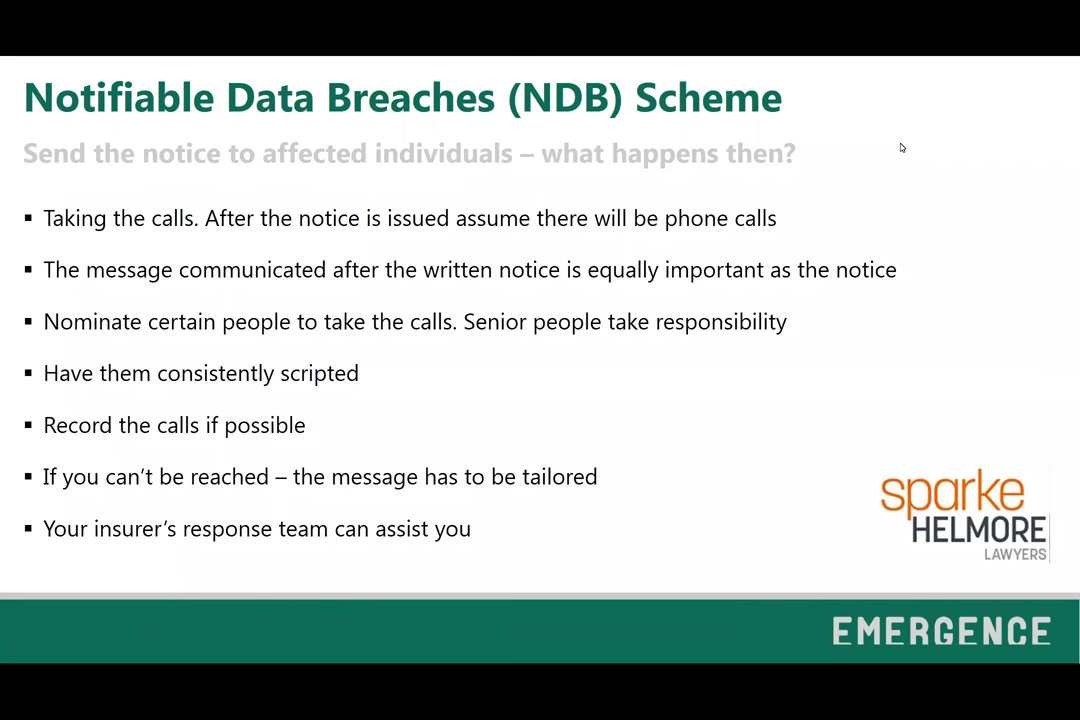 Notifiable Data Breaches (NDB) Scheme
Send the notice to affected individuals – what happens then?
▪ Taking the calls. After the notice is issued assume there will be phone calls
▪ The message communicated after the written notice is equally important as the notice
▪ Nominate certain people to take the calls. Senior people take responsibility
▪ Have them consistently scripted
▪ Record the calls if possible
▪ If you can’t be reached – the message has to be tailored
▪ Your insurer’s response team can assist you
sparke
HELMORE
LAWYERS
EMERGENCE